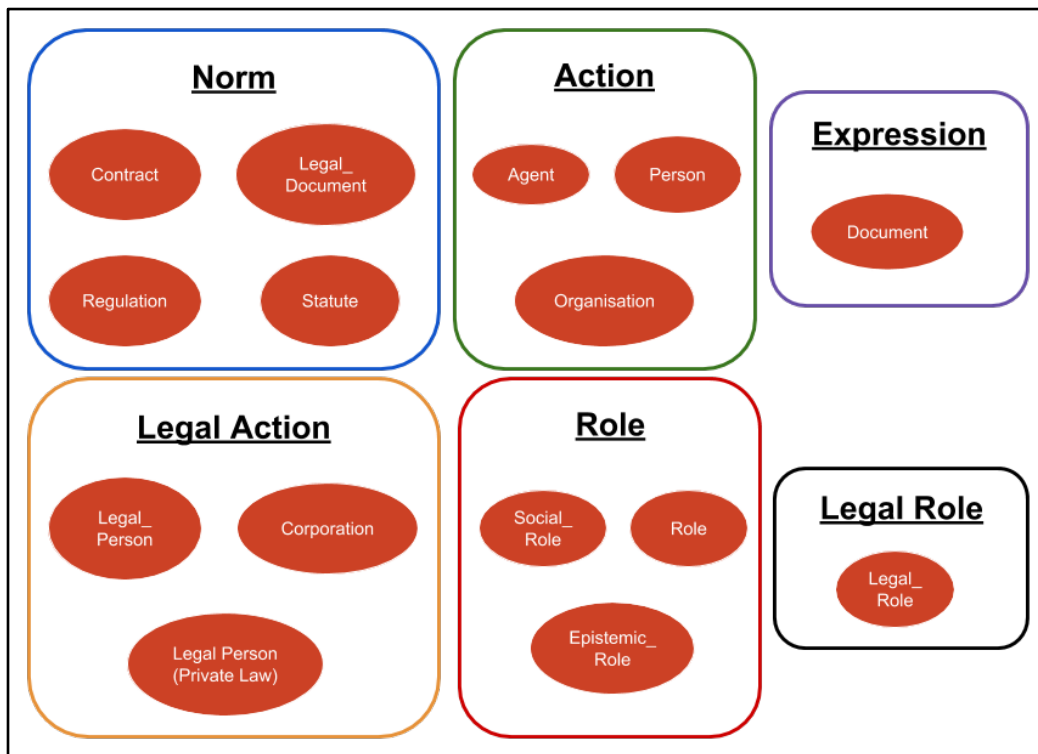 Norm
Contract
Legal_
Document
Regulation
Statute
Action
Agent
Person
Organisation
Expression
Document
Legal Action
Legal_
Person
Corporation
Legal Person
(Private Law)
Role
Social_
Role
Role
Epistemic_
Role
Legal Role
Legal_
Role